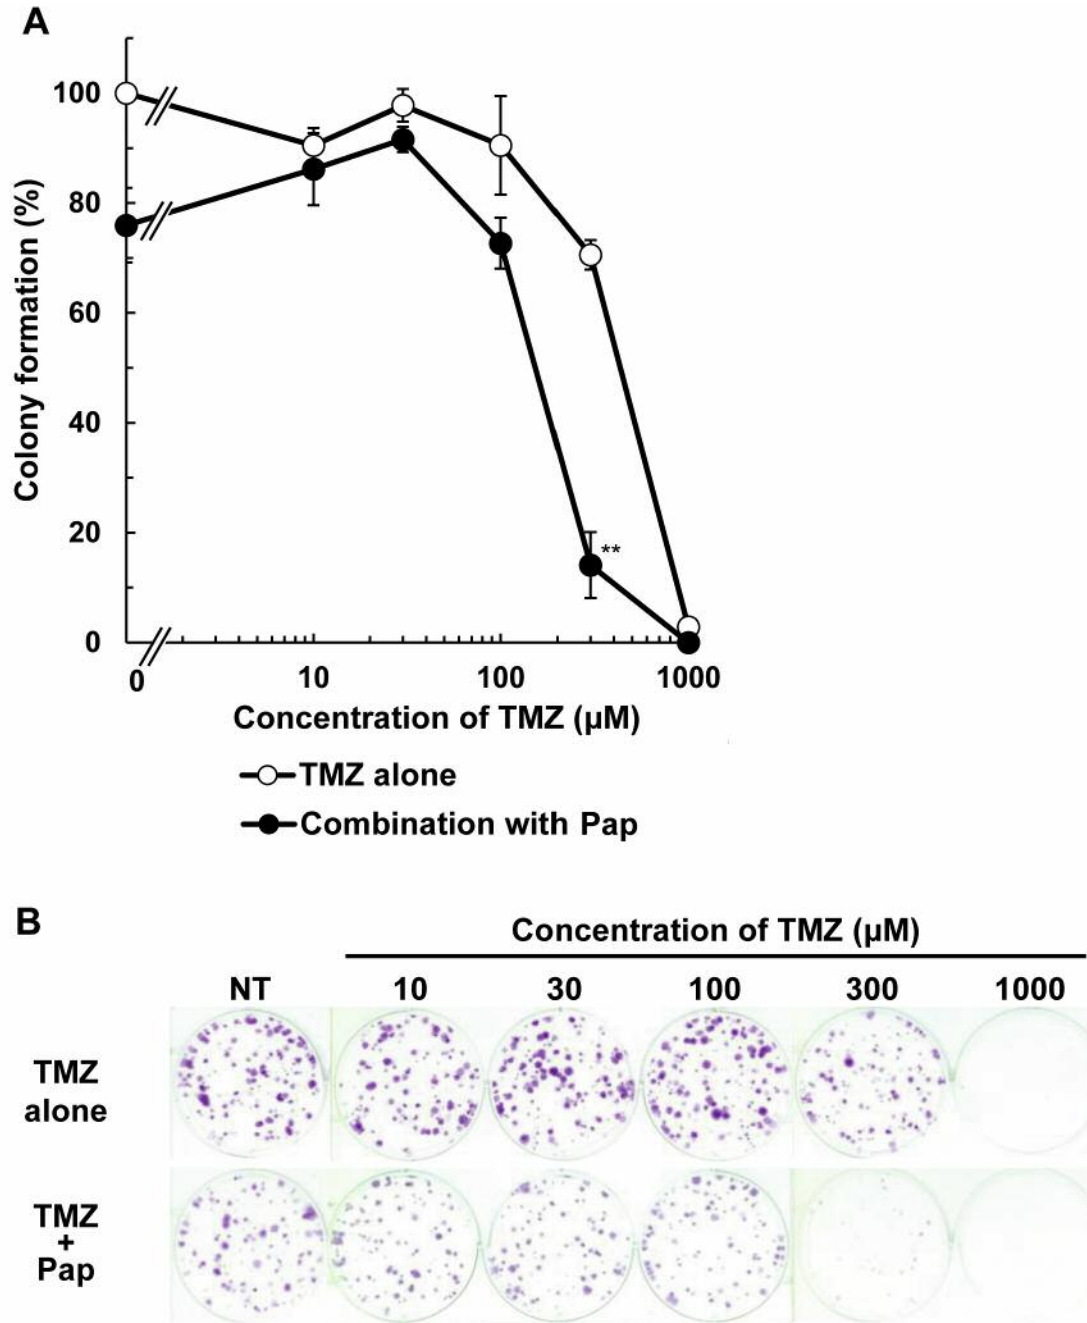 A
100
80
60
40
20
0
Colony formation (%)
0 10 100 1000
**
Concentration of TMZ (µM)
TMZ alone
Combination with Pap
B
Concentration of TMZ (µM)
NT 10 30 100 300 1000
TMZ
alone
TMZ
+
Pap